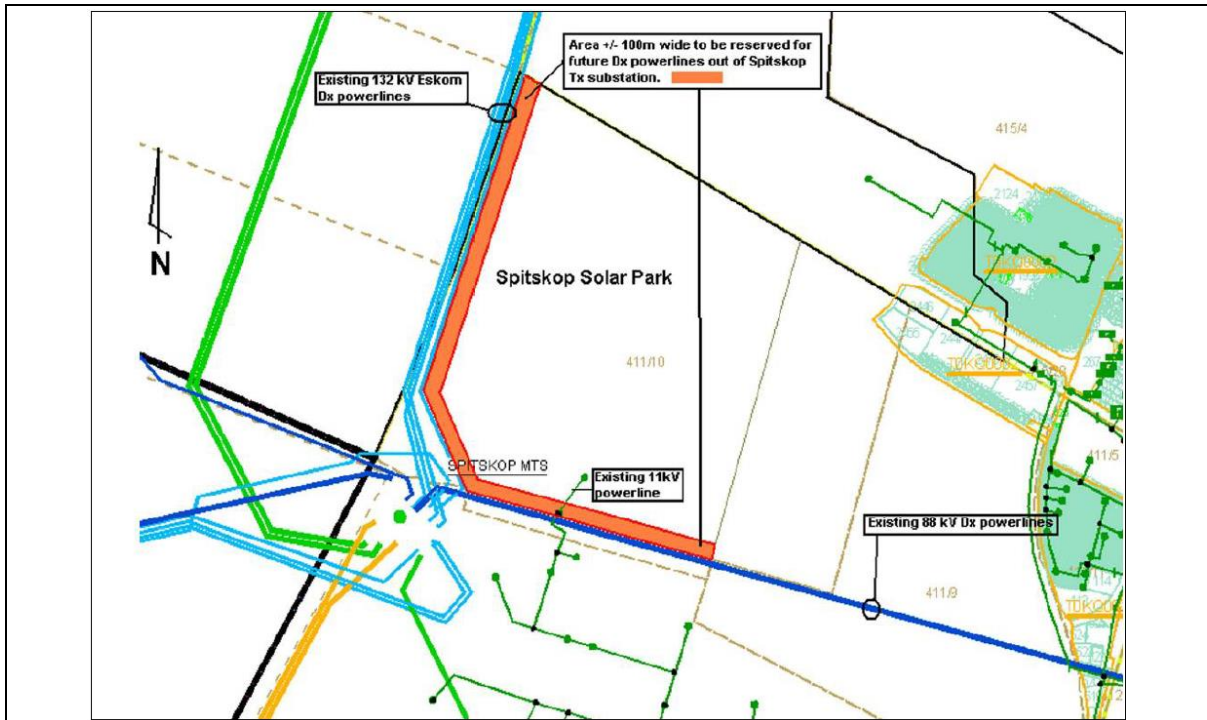 Area +/- 100m wide to be reserved for
future Dx powerlines out of Spitskop
Tx substation.
Existing 132 kV Eskom
Dx powerlines
415/4
2124
N
Spitskop Solar Park
411/10
SPITSKOP MTS
Existing 11kV
powerline
Existing 88 kV Dx powerlines
411/9
411/5
114